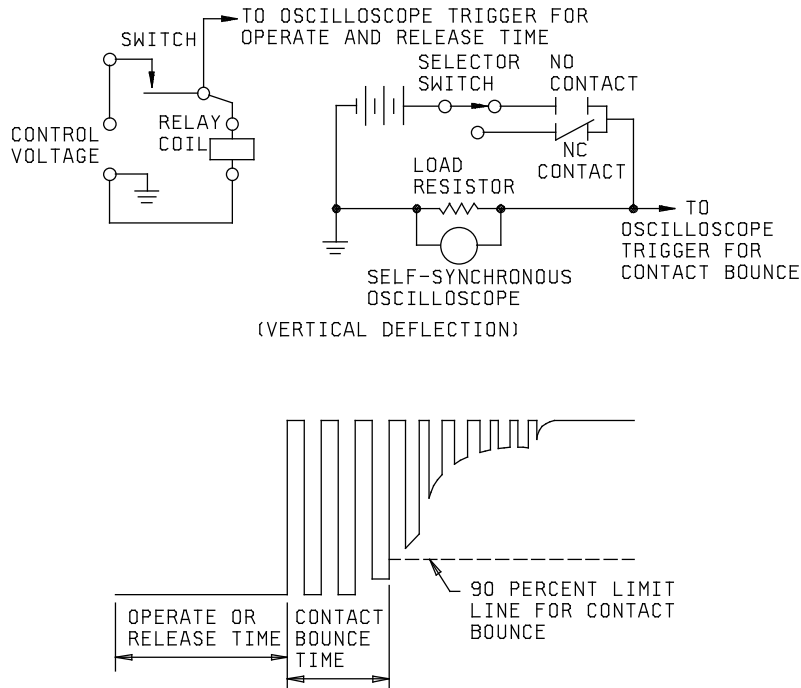 TO OSCILLOSCOPE TRIGGER FOR
OPERATE AND RELEASE TIME
SWITCH
SELECTOR
SWITCH
NO
CONTACT
CONTROL
VOLTAGE
RELAY
COIL
NC
CONTACT
LOAD
RESISTOR
TO
OSCILLOSCOPE
TRIGGER FOR
CONTACT BOUNCE
SELF-SYNCHRONOUS
OSCILLOSCOPE
(VERTICAL DEFLECTION)
90 PERCENT LIMIT
LINE FOR CONTACT
BOUNCE
OPERATE OR
RELEASE TIME
CONTACT
BOUNCE
TIME